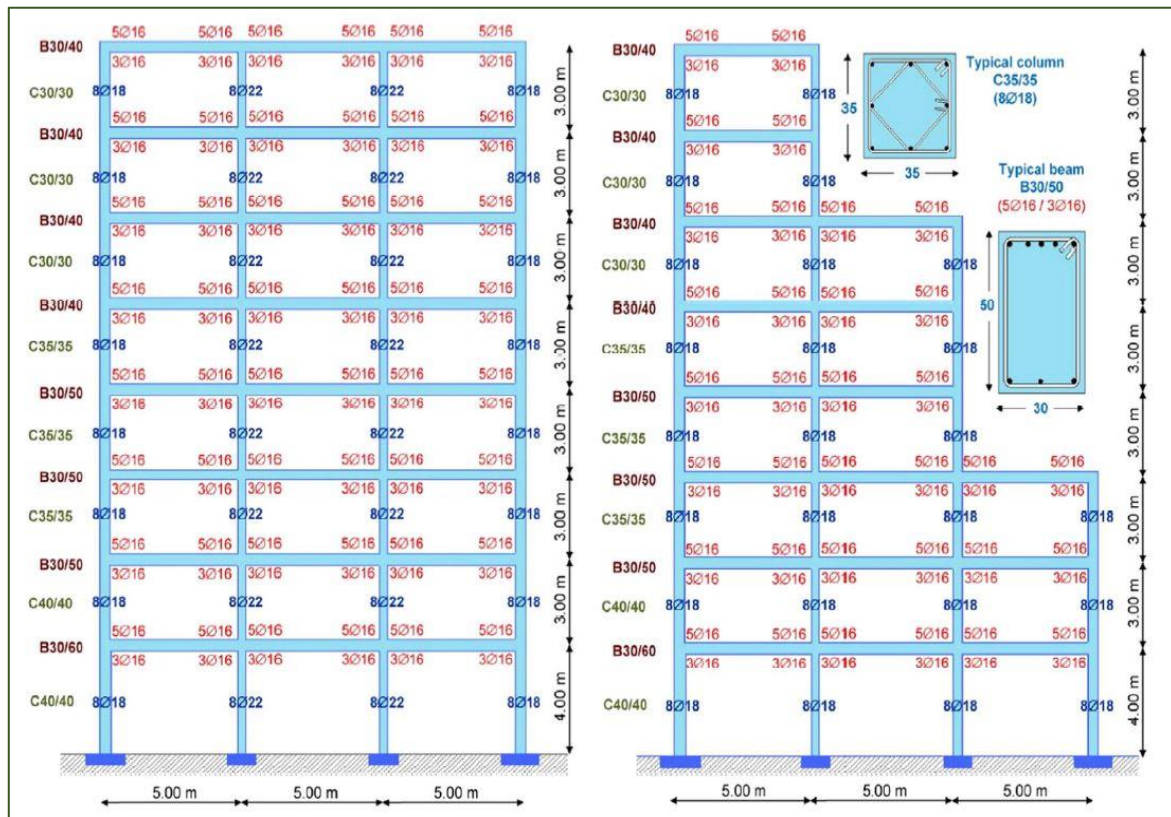 5Ø16 5Ø16 5Ø16 5Ø16 5Ø16 5Ø16
B30/40
3Ø16 3Ø16 3Ø16 3Ø16 3Ø16 3Ø16
C30/30 8Ø18 8Ø22 8Ø22 8Ø18 3.00 m
5Ø16 5Ø16 5Ø16 5Ø16 5Ø16 5Ø16
B30/40
3Ø16 3Ø16 3Ø16 3Ø16 3Ø16 3Ø16
C30/30 8Ø18 8Ø22 8Ø22 8Ø18 3.00 m
5Ø16 5Ø16 5Ø16 5Ø16 5Ø16 5Ø16
B30/40
3Ø16 3Ø16 3Ø16 3Ø16 3Ø16 3Ø16
C30/30 8Ø18 8Ø22 8Ø22 8Ø18 3.00 m
5Ø16 5Ø16 5Ø16 5Ø16 5Ø16 5Ø16
B30/40
3Ø16 3Ø16 3Ø16 3Ø16 3Ø16 3Ø16
C35/35 8Ø18 8Ø22 8Ø22 8Ø18 3.00 m
5Ø16 5Ø16 5Ø16 5Ø16 5Ø16 5Ø16
B30/50
3Ø16 3Ø16 3Ø16 3Ø16 3Ø16 3Ø16
C35/35 8Ø18 8Ø22 8Ø22 8Ø18 3.00 m
5Ø16 5Ø16 5Ø16 5Ø16 5Ø16 5Ø16
B30/50
3Ø16 3Ø16 3Ø16 3Ø16 3Ø16 3Ø16
C35/35 8Ø18 8Ø22 8Ø22 8Ø18 3.00 m
5Ø16 5Ø16 5Ø16 5Ø16 5Ø16 5Ø16
B30/50
3Ø16 3Ø16 3Ø16 3Ø16 3Ø16 3Ø16
C40/40 8Ø18 8Ø22 8Ø22 8Ø18 3.00 m
5Ø16 5Ø16 5Ø16 5Ø16 5Ø16 5Ø16
B30/60
3Ø16 3Ø16 3Ø16 3Ø16 3Ø16 3Ø16
C40/40 8Ø18 8Ø22 8Ø22 8Ø18 4.00 m
5.00 m 5.00 m 5.00 m
5Ø16 5Ø16
B30/40
3Ø16 3Ø16
C30/30 8Ø18 8Ø18 3.00 m
5Ø16 5Ø16
B30/40
3Ø16 3Ø16
C30/30 8Ø18 8Ø18 3.00 m
5Ø16 5Ø16 5Ø16 5Ø16
B30/40
3Ø16 3Ø16 3Ø16 3Ø16
C30/30 8Ø18 8Ø18 8Ø18 3.00 m
5Ø16 5Ø16 5Ø16 5Ø16
B30/40
3Ø16 3Ø16 3Ø16 3Ø16
C35/35 8Ø18 8Ø18 8Ø18 3.00 m
5Ø16 5Ø16 5Ø16 5Ø16
B30/50
3Ø16 3Ø16 3Ø16 3Ø16
C35/35 8Ø18 8Ø18 8Ø18 3.00 m
5Ø16 5Ø16 5Ø16 5Ø16 5Ø16 5Ø16
B30/50
3Ø16 3Ø16 3Ø16 3Ø16 3Ø16 3Ø16
C35/35 8Ø18 8Ø18 8Ø18 8Ø18 3.00 m
5Ø16 5Ø16 5Ø16 5Ø16 5Ø16 5Ø16
B30/50
3Ø16 3Ø16 3Ø16 3Ø16 3Ø16 3Ø16
C40/40 8Ø18 8Ø18 8Ø18 8Ø18 3.00 m
5Ø16 5Ø16 5Ø16 5Ø16 5Ø16 5Ø16
B30/60
3Ø16 3Ø16 3Ø16 3Ø16 3Ø16 3Ø16
C40/40 8Ø18 8Ø18 8Ø18 8Ø18 4.00 m
5.00 m 5.00 m 5.00 m
Typical column
C35/35
(8Ø18)
35
35
Typical beam
B30/50
(5Ø16 / 3Ø16)
50
30